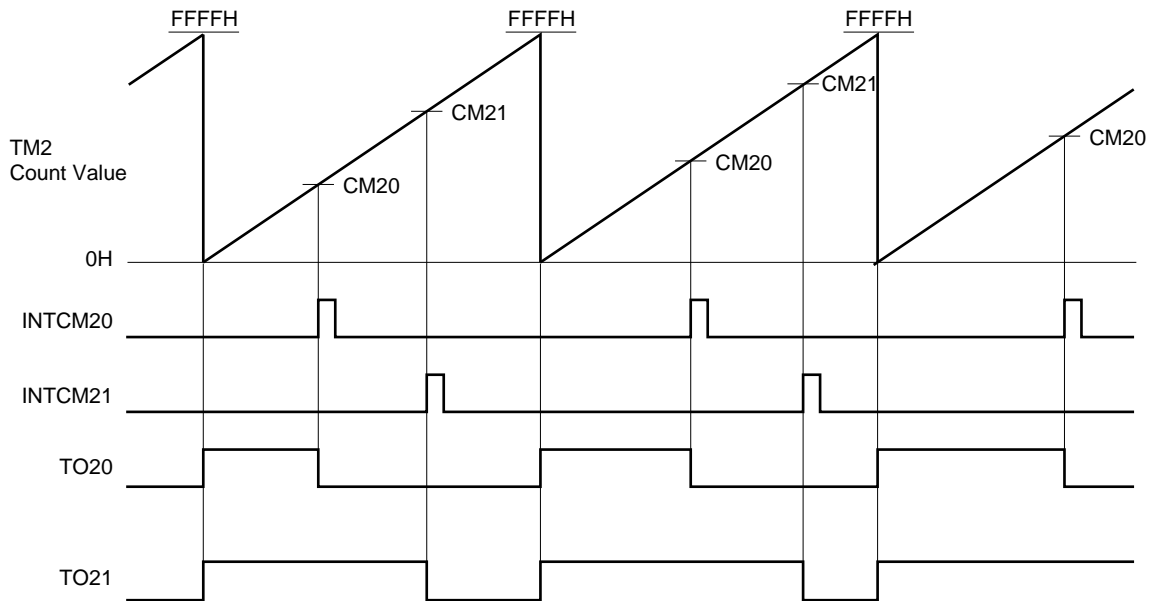 FFFFH
FFFFH
FFFFH
CM21
CM21
CM20
TM2
Count Value
CM20
CM20
0H
INTCM20
INTCM21
TO20
TO21